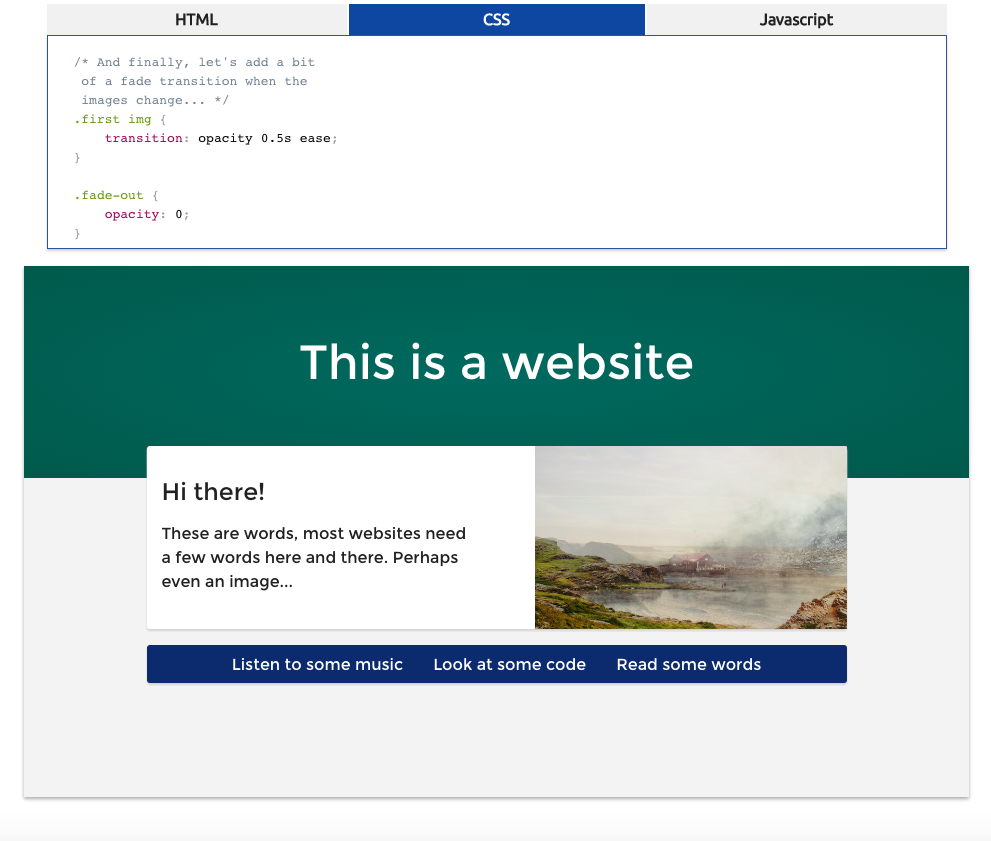 HTML CSS Javascript
/* And finally, let's add a bit
of a fade transition when the
images change... */
.first img {
    transition: opacity 0.5s ease;
}

.fade-out {
    opacity: 0;
}
This is a website
Hi there!
These are words, most websites need
a few words here and there. Perhaps
even an image...
Listen to some music Look at some code Read some words